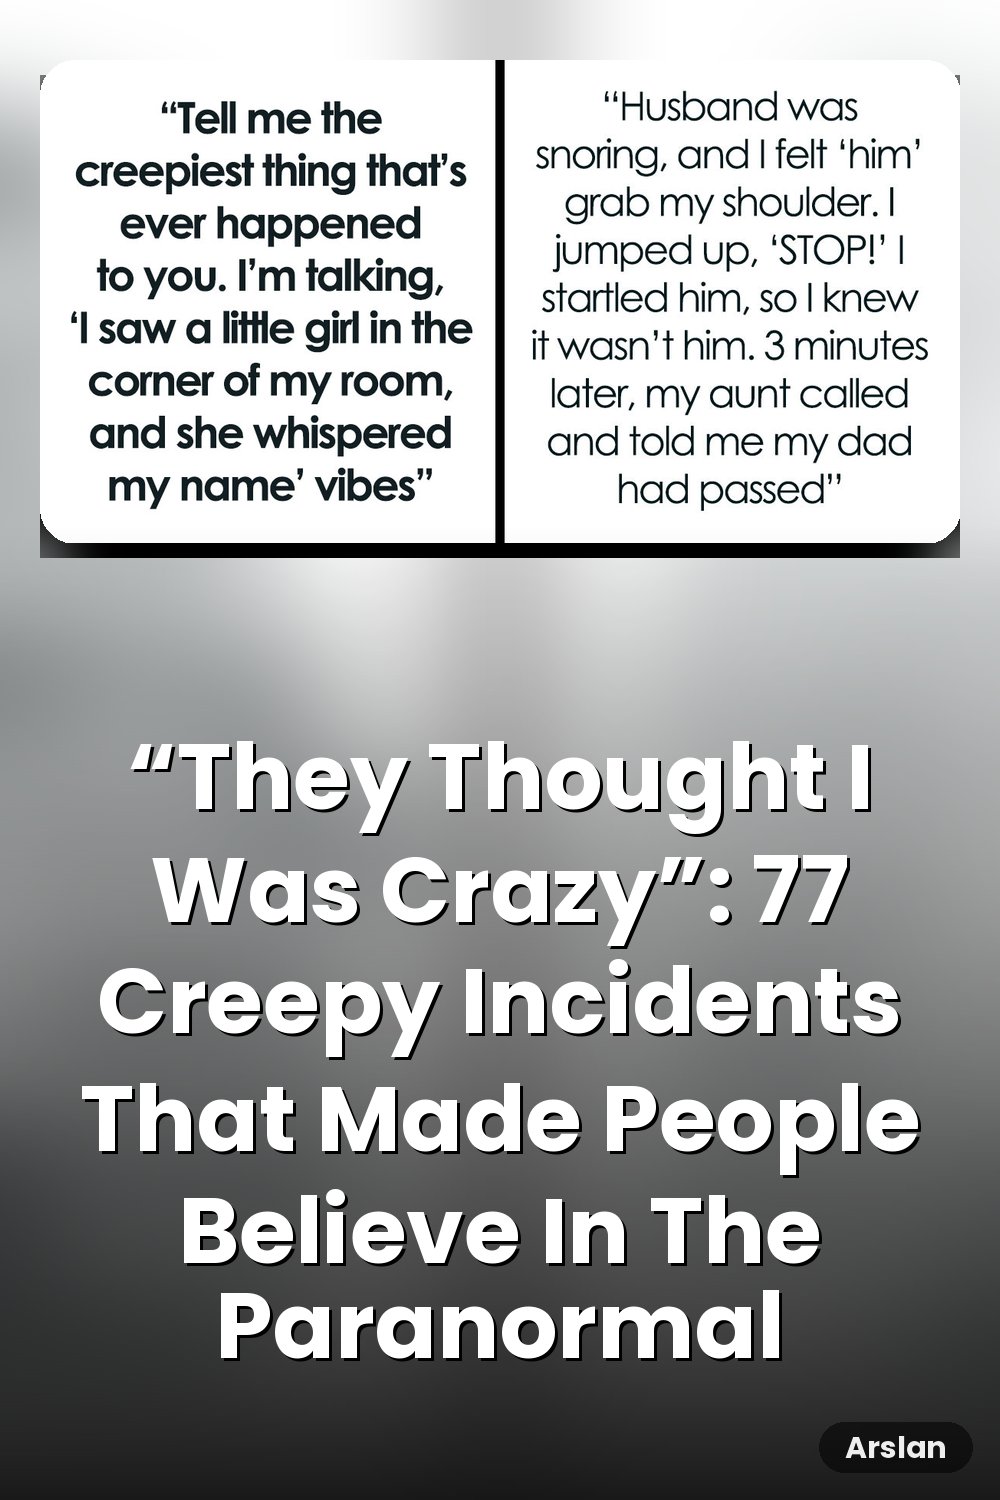 “Tell me the
creepiest thing that’s
ever happened
to you. I’m talking,
‘I saw a little girl in the
corner of my room,
and she whispered
my name’ vibes”
“Husband was
snoring, and I felt ‘him’
grab my shoulder. I
jumped up, ‘STOP!’ I
startled him, so I knew
it wasn’t him. 3 minutes
later, my aunt called
and told me my dad
had passed”
“They Thought I
Was Crazy”: 77
Creepy Incidents
That Made People
Believe In The
Paranormal
Arslan